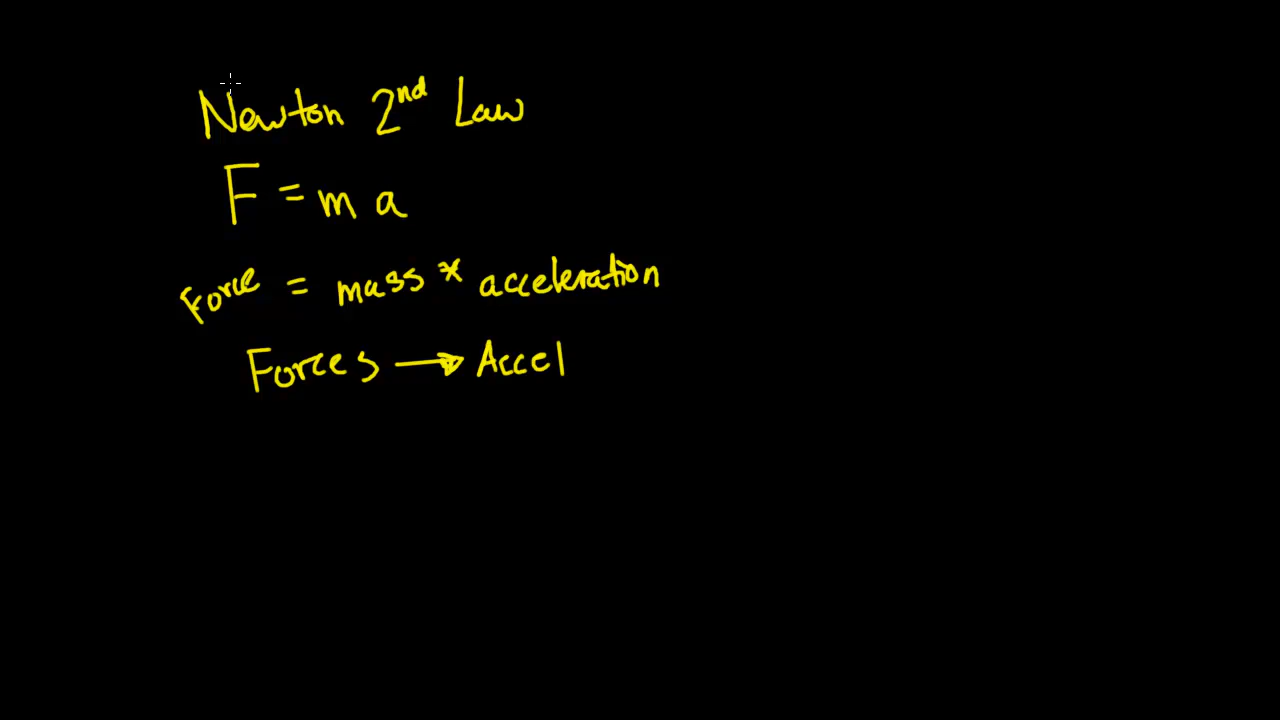 Newton 2nd Law
F = m a
Force = mass * acceleration
Forces → Accel